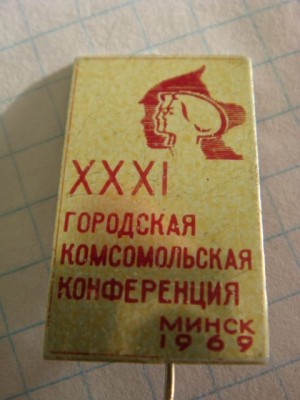 XXXI
ГОРОДСКАЯ
КОМСОМОЛЬСКАЯ
КОНФЕРЕНЦИЯ
МИНСК
1969